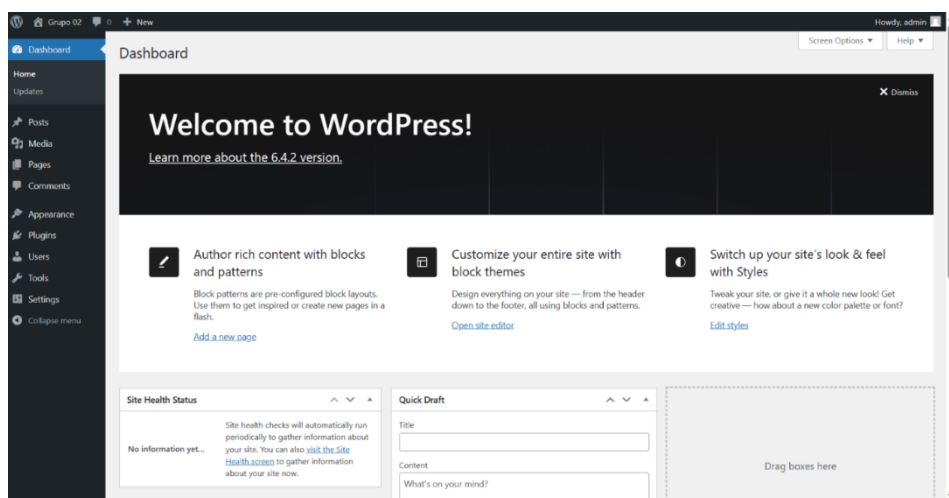 Grupo 02 0 + New Howdy, admin
Dashboard
Home
Updates
Posts
Media
Pages
Comments
Appearance
Plugins
Users
Tools
Settings
Collapse menu
Dashboard
Screen Options ▼ Help ▼
Dismiss
Welcome to WordPress!
Learn more about the 6.4.2 version.
Author rich content with blocks
and patterns
Block patterns are pre-configured block layouts.
Use them to get inspired or create new pages in a
flash.
Add a new page
Customize your entire site with
block themes
Design everything on your site — from the header
down to the footer, all using blocks and patterns.
Open site editor
Switch up your site's look & feel
with Styles
Tweak your site, or give it a whole new look! Get
creative — how about a new color palette or font?
Edit styles
Site Health Status
No information yet...
Site health checks will automatically run
periodically to gather information about
your site. You can also visit the Site
Health screen to gather information
about your site now.
Quick Draft
Title
Content
What's on your mind?
Drag boxes here